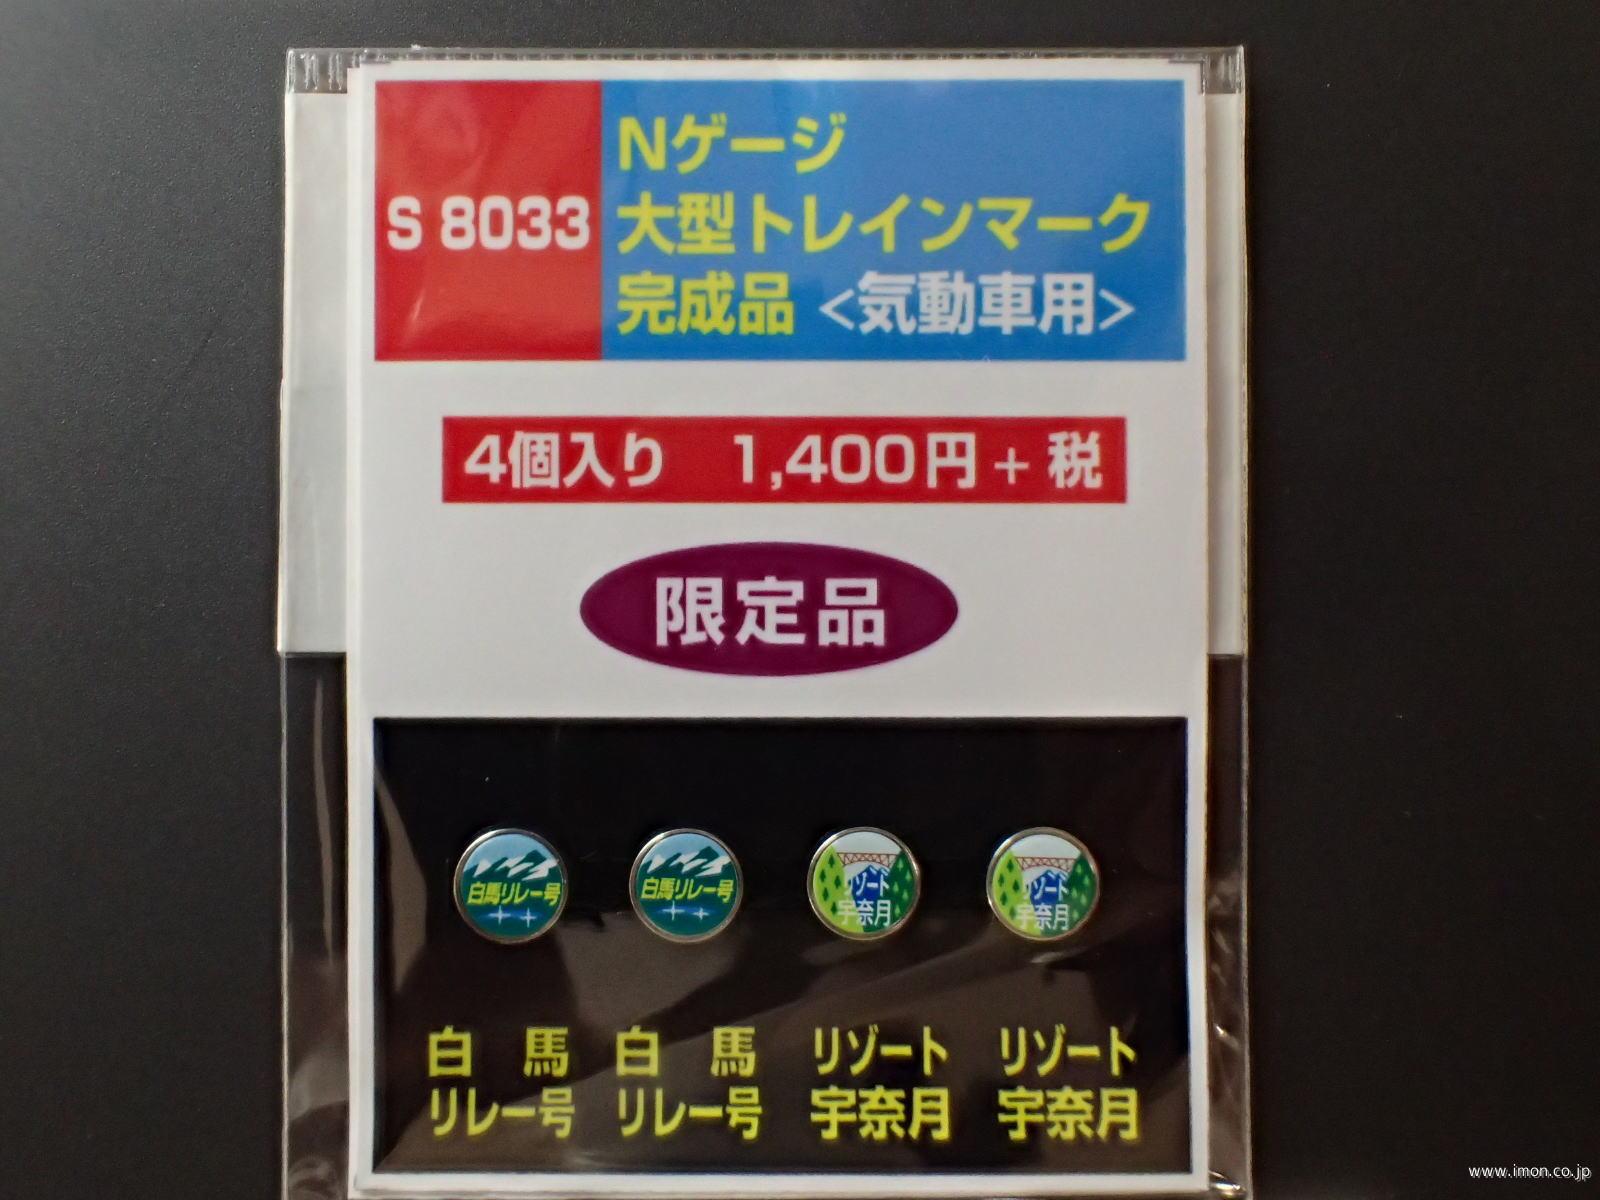 S 8033
Nゲージ
大型トレインマーク
完成品 <気動車用>
4個入り 1,400円 + 税
限定品
白馬リレー号
白馬リレー号
リゾート
宇奈月
リゾート
宇奈月
白馬
リレー号
白馬
リレー号
リゾート
宇奈月
リゾート
宇奈月
www.imon.co.jp